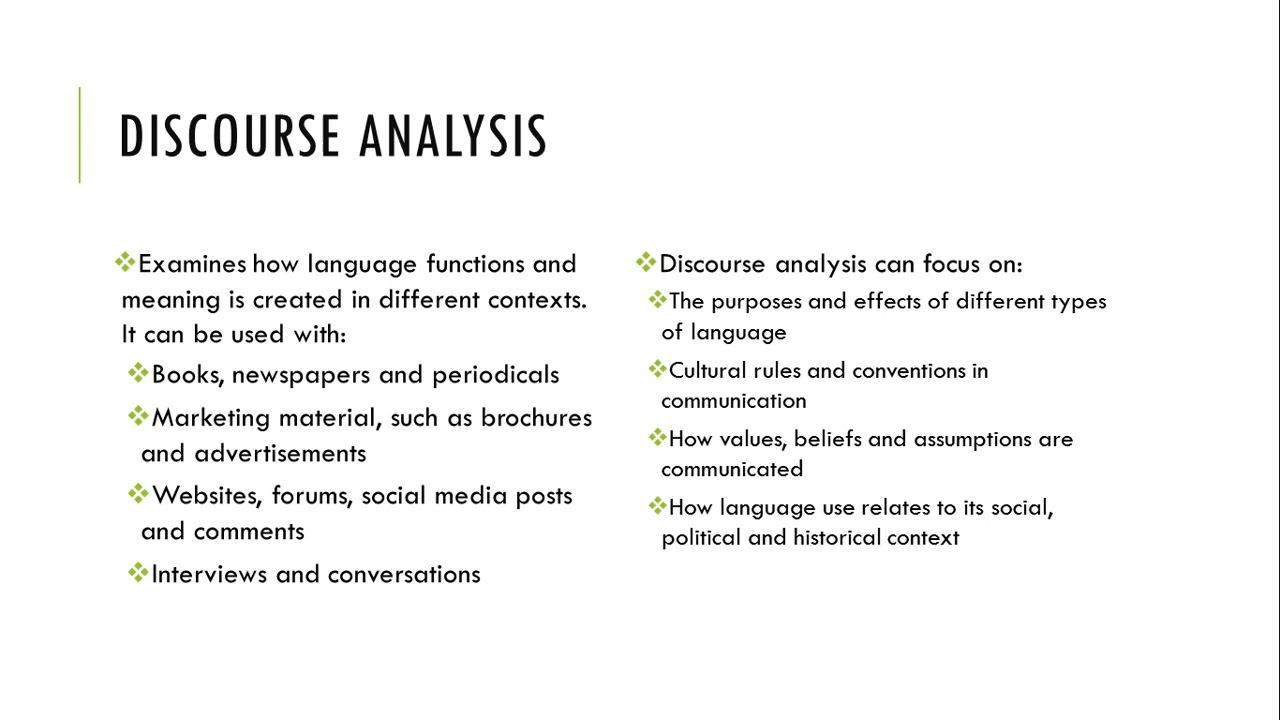 DISCOURSE ANALYSIS
Examines how language functions and
meaning is created in different contexts.
It can be used with:
Books, newspapers and periodicals
Marketing material, such as brochures
and advertisements
Websites, forums, social media posts
and comments
Interviews and conversations
Discourse analysis can focus on:
The purposes and effects of different types
of language
Cultural rules and conventions in
communication
How values, beliefs and assumptions are
communicated
How language use relates to its social,
political and historical context